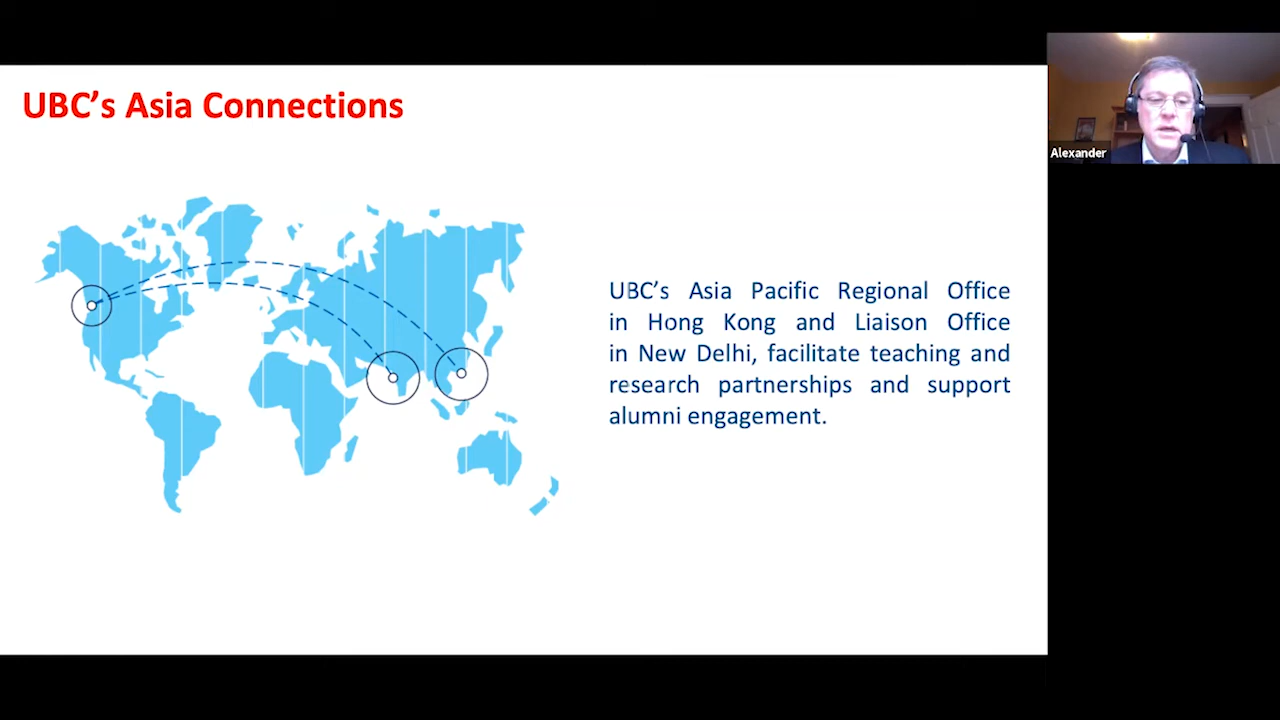 UBC’s Asia Connections
UBC’s Asia Pacific Regional Office
in Hong Kong and Liaison Office
in New Delhi, facilitate teaching and
research partnerships and support
alumni engagement.
Alexander